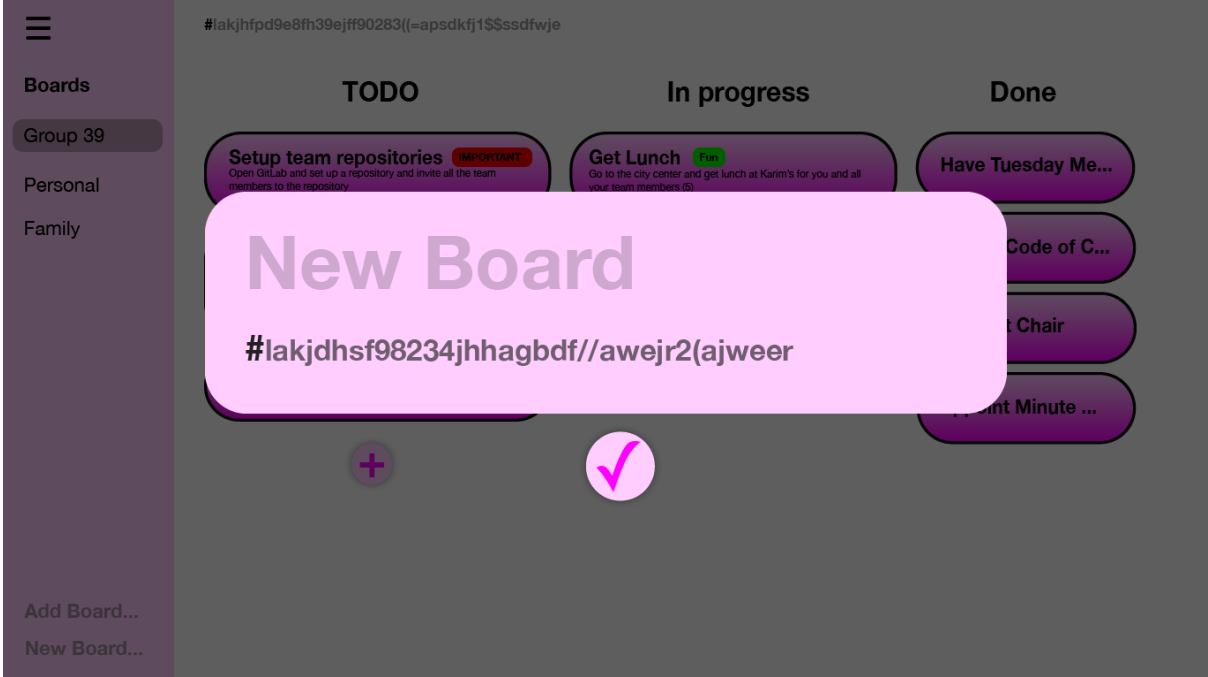 #lakjhfpd9e8fh39ejff90283((=apsdkfj1$$ssdfwje
Boards
Group 39
Personal
Family
TODO
In progress
Done
Setup team repositories IMPORTANT
Open GitLab and set up a repository and invite all the team
members to the repository
Get Lunch Fun
Go to the city center and get lunch at Karim's for you and all
your team members (5)
Have Tuesday Me...
Code of C...
Chair
Minute ...
New Board
#lakjdhsf98234jhhagbdf//awejr2(ajweer
Add Board...
New Board...